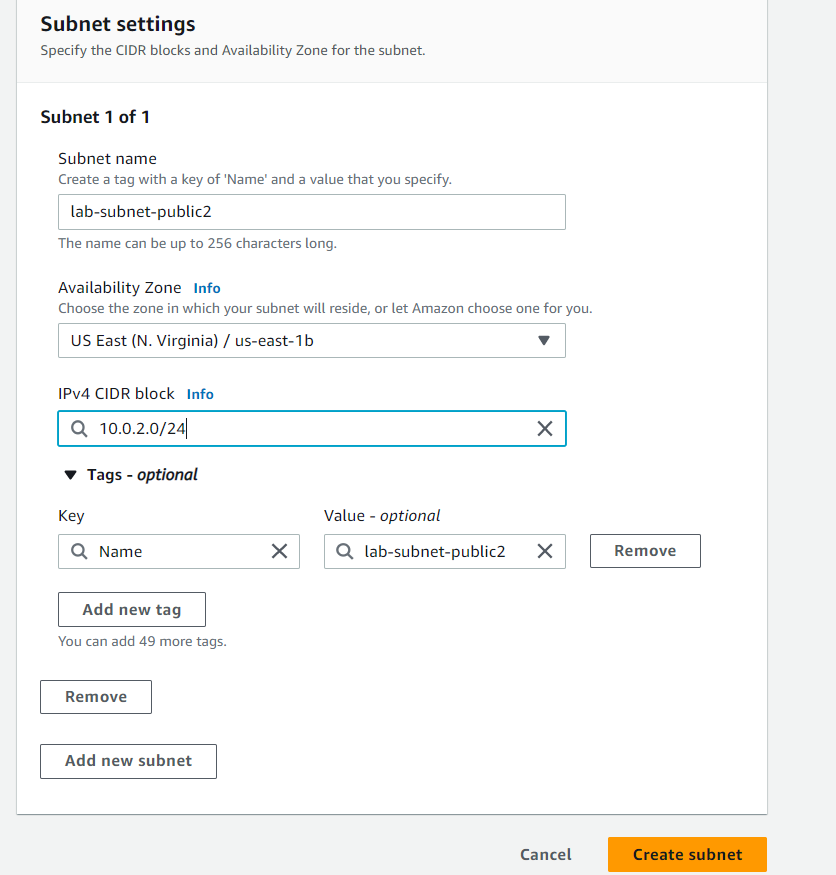 Subnet settings
Specify the CIDR blocks and Availability Zone for the subnet.
Subnet 1 of 1
Subnet name
Create a tag with a key of 'Name' and a value that you specify.
lab-subnet-public2
The name can be up to 256 characters long.
Availability Zone Info
Choose the zone in which your subnet will reside, or let Amazon choose one for you.
US East (N. Virginia) / us-east-1b
IPv4 CIDR block Info
10.0.2.0/24
Tags - optional
Key Value - optional
Name lab-subnet-public2 Remove
Add new tag
You can add 49 more tags.
Remove
Add new subnet
Cancel Create subnet